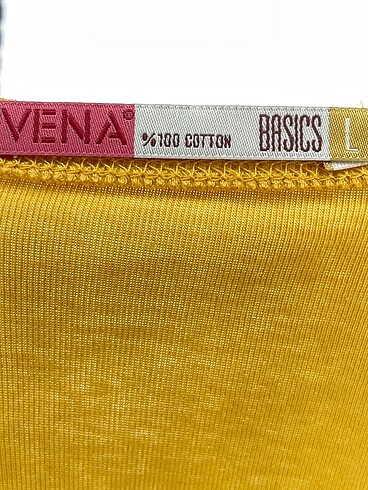 VENA® %100 COTTON BASICS L